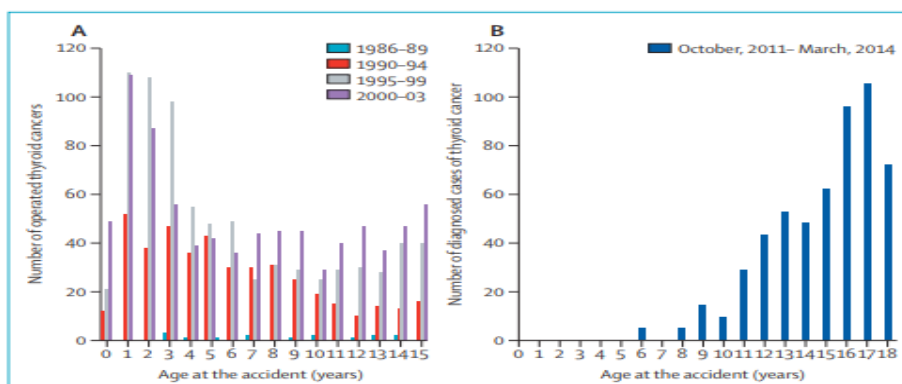 A
120
100
80
60
40
20
0
Number of operated thyroid cancers
1986–89
1990–94
1995–99
2000–03
0 1 2 3 4 5 6 7 8 9 10 11 12 13 14 15
Age at the accident (years)
B
120
100
80
60
40
20
0
Number of diagnosed cases of thyroid cancer
October, 2011– March, 2014
0 1 2 3 4 5 6 7 8 9 10 11 12 13 14 15 16 17 18
Age at the accident (years)